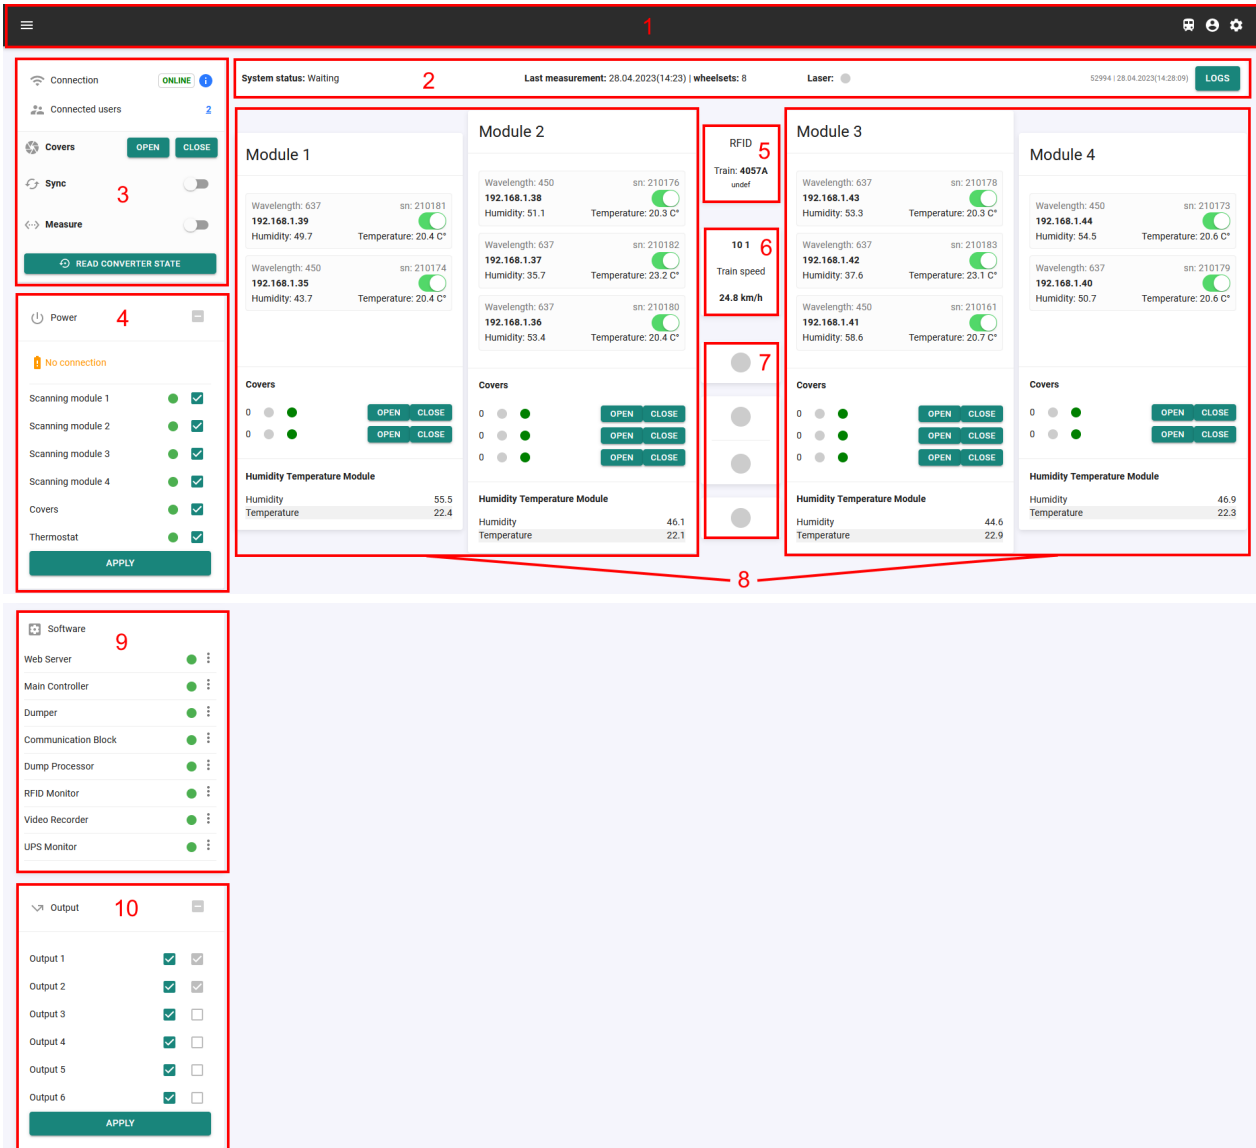 1
Connection ONLINE i
Connected users 2
Covers OPEN CLOSE
Sync
3
Measure
READ CONVERTER STATE
System status: Waiting 2 Last measurement: 28.04.2023(14:23) | wheelsets: 8 Laser: 52994 | 28.04.2023(14:28:09) LOGS
4
Power
No connection
Scanning module 1
Scanning module 2
Scanning module 3
Scanning module 4
Covers
Thermostat
APPLY
Module 1
Wavelength: 637 sn: 210181
192.168.1.39
Humidity: 49.7 Temperature: 20.4 C°
Wavelength: 450 sn: 210174
192.168.1.35
Humidity: 43.7 Temperature: 20.4 C°
Covers
0 OPEN CLOSE
0 OPEN CLOSE
Humidity Temperature Module
Humidity 55.5
Temperature 22.4
Module 2
Wavelength: 450 sn: 210176
192.168.1.38
Humidity: 51.1 Temperature: 20.3 C°
Wavelength: 637 sn: 210182
192.168.1.37
Humidity: 35.7 Temperature: 23.2 C°
Wavelength: 637 sn: 210180
192.168.1.36
Humidity: 53.4 Temperature: 20.4 C°
Covers
0 OPEN CLOSE
0 OPEN CLOSE
0 OPEN CLOSE
Humidity Temperature Module
Humidity 46.1
Temperature 22.1
RFID
5
Train: 4057A
undef
10 1 6
Train speed
24.8 km/h
7
Module 3
Wavelength: 637 sn: 210178
192.168.1.43
Humidity: 53.3 Temperature: 20.3 C°
Wavelength: 637 sn: 210183
192.168.1.42
Humidity: 37.6 Temperature: 23.1 C°
Wavelength: 450 sn: 210161
192.168.1.41
Humidity: 58.6 Temperature: 20.7 C°
Covers
0 OPEN CLOSE
0 OPEN CLOSE
0 OPEN CLOSE
Humidity Temperature Module
Humidity 44.6
Temperature 22.9
Module 4
Wavelength: 450 sn: 210173
192.168.1.44
Humidity: 54.5 Temperature: 20.6 C°
Wavelength: 637 sn: 210179
192.168.1.40
Humidity: 50.7 Temperature: 20.6 C°
Covers
0 OPEN CLOSE
0 OPEN CLOSE
Humidity Temperature Module
Humidity 46.9
Temperature 22.3
8
Software
9
Web Server
Main Controller
Dumper
Communication Block
Dump Processor
RFID Monitor
Video Recorder
UPS Monitor
Output 10
Output 1
Output 2
Output 3
Output 4
Output 5
Output 6
APPLY